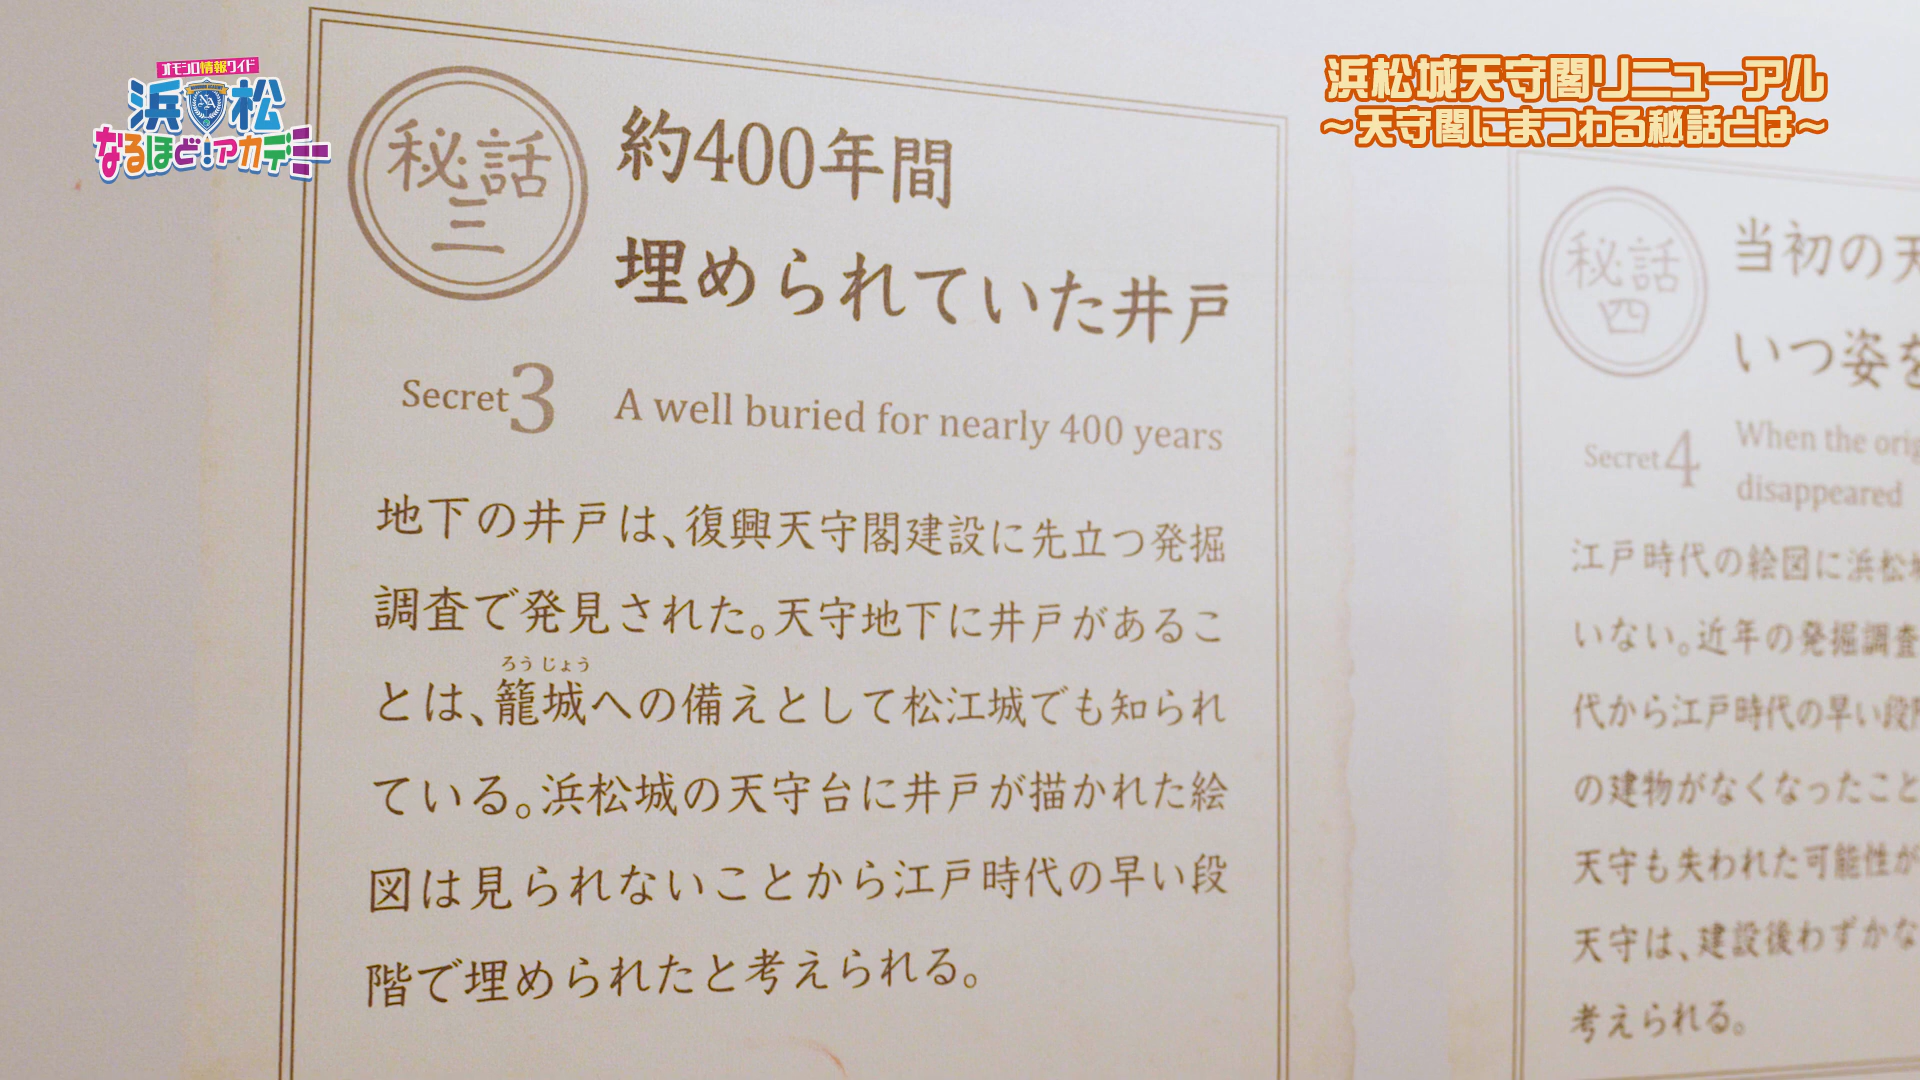 オモシロ情報ワイド
浜松
なるほど!アカデミー
浜松城天守閣リニューアル
～天守閣にまつわる秘話とは～
秘話
三
約400年間
埋められていた井戸
Secret3
A well buried for nearly 400 years
地下の井戸は、復興天守閣建設に先立つ発掘
調査で発見された。天守地下に井戸があるこ
ろうじょう
とは、籠城への備えとして松江城でも知られ
ている。浜松城の天守台に井戸が描かれた絵
図は見られないことから江戸時代の早い段
階で埋められたと考えられる。
秘話
四
当初の天
いつ姿を
Secret4
When the orig
disappeared
江戸時代の絵図に浜松城
いない。近年の発掘調査
代から江戸時代の早い段階
の建物がなくなったこと
天守も失われた可能性が
天守は、建設後わずかな
考えられる。